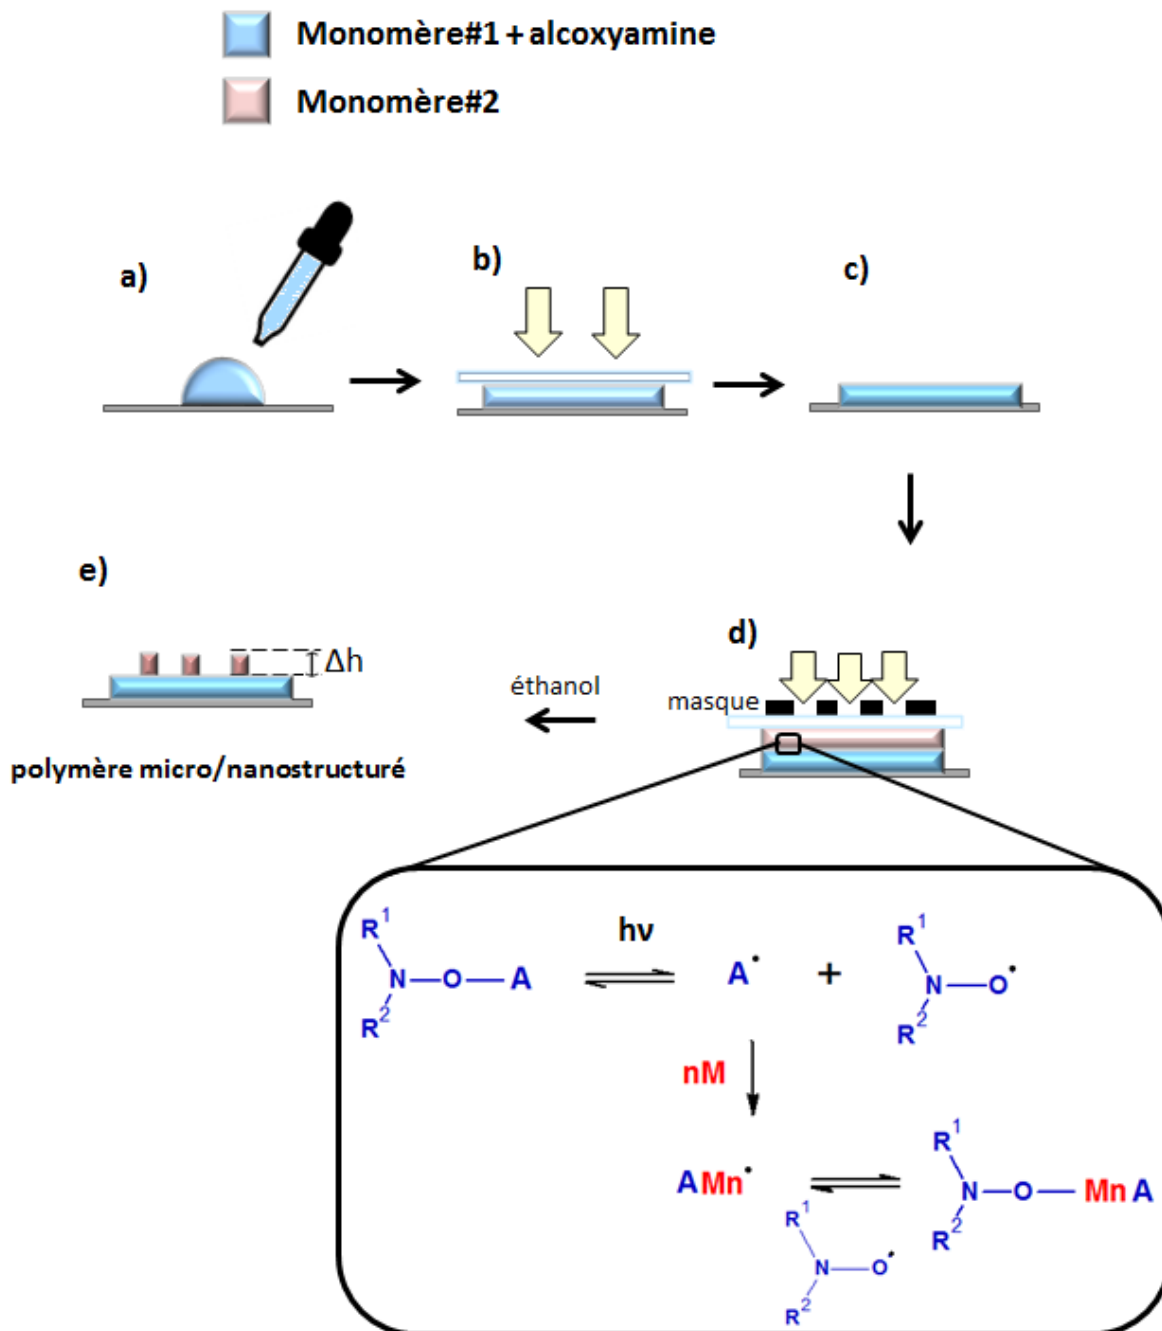 Monomère#1 + alcoxyamine
Monomère#2
a)
b)
c)
d)
masque
éthanol
e)
Δh
polymère micro/nanostructuré
R¹
N—O—A
R²
hν
A• + 
R¹
N—O•
R²
nM
AMn•
R¹
N—O•
R²
R¹
N—O—MnA
R²